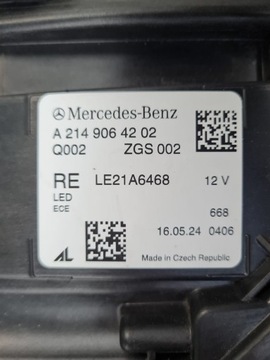 Mercedes-Benz
A 214 906 42 02
Q002 ZGS 002
RE LE21A6468 12 V
LED
ECE
668
16.05.24 0406
AL Made in Czech Republic